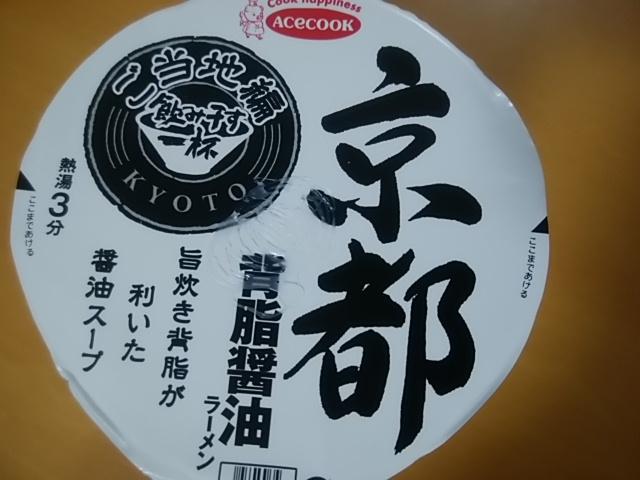 Cook happiness
ACECOOK
ご当地編
飲み干す
一杯
KYOTO
京都
背脂醤油
ラーメン
旨炊き背脂が
利いた
醤油スープ
熱湯3分
ここまであける
ここまであける